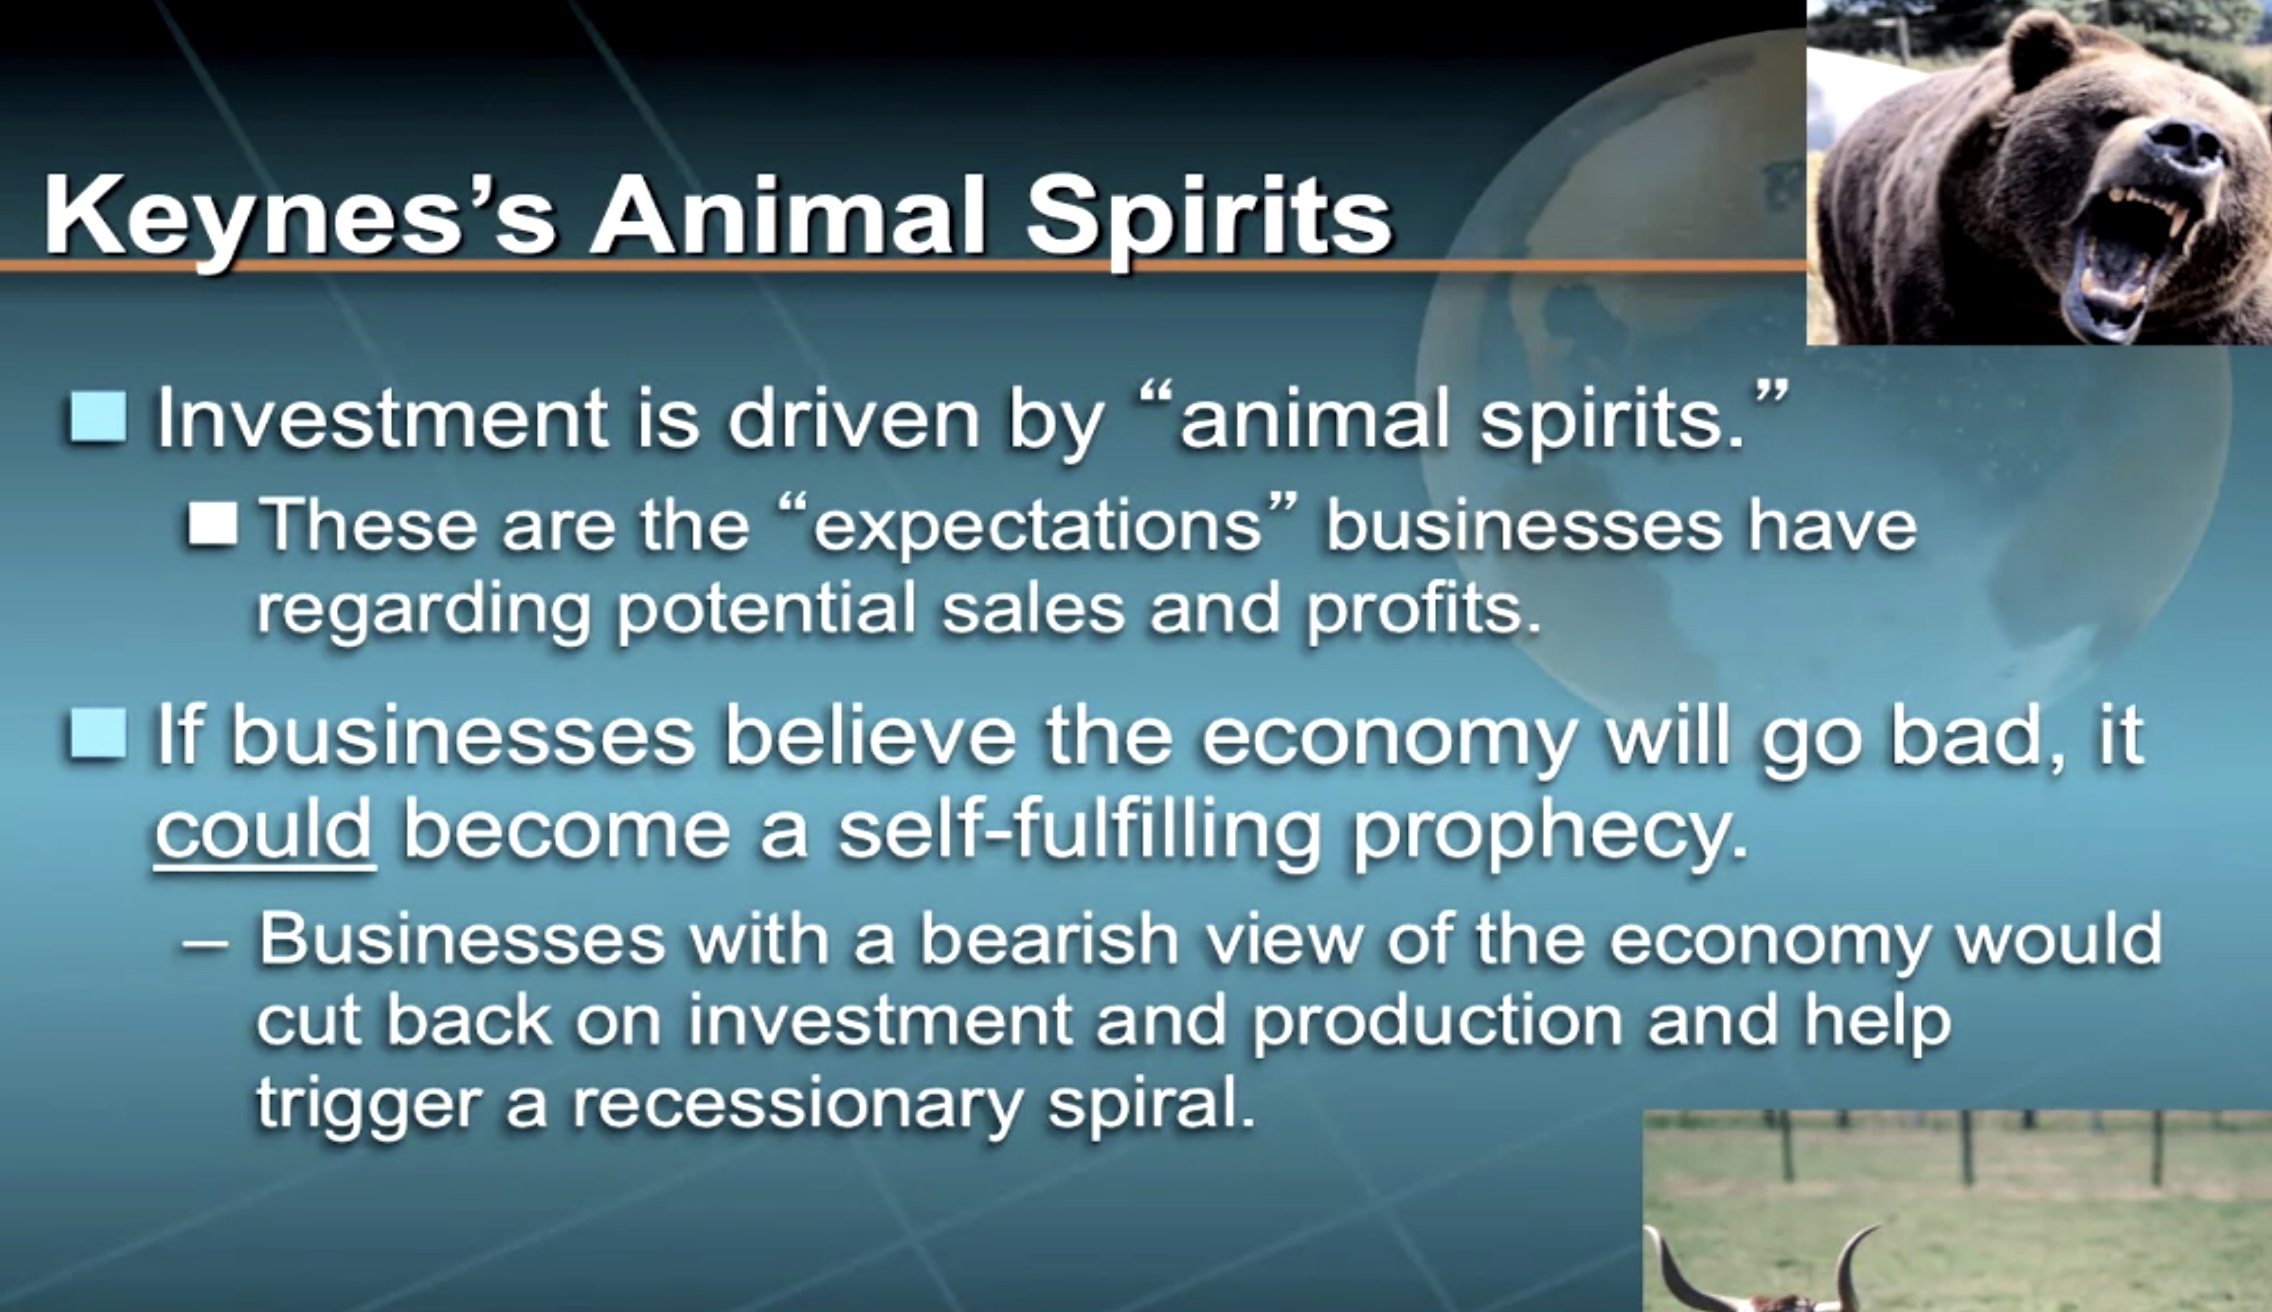 Keynes’s Animal Spirits
Investment is driven by “animal spirits.”
These are the “expectations” businesses have
regarding potential sales and profits.
If businesses believe the economy will go bad, it
could become a self-fulfilling prophecy.
– Businesses with a bearish view of the economy would
cut back on investment and production and help
trigger a recessionary spiral.